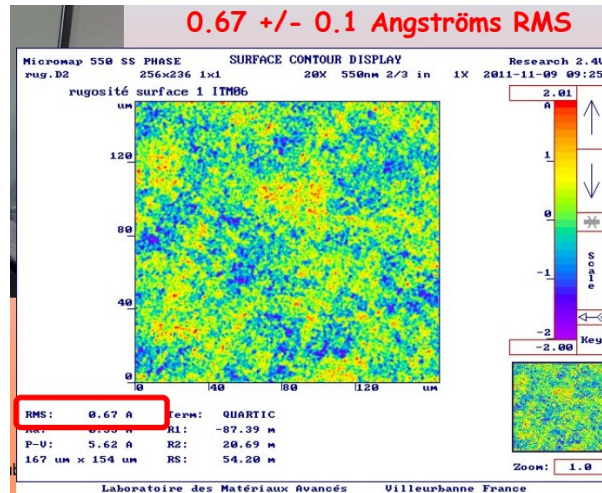 0.67 +/- 0.1 Angströms RMS
Micromap 550 SS PHASE SURFACE CONTOUR DISPLAY Research 2.4V
rug.D2 256x236 1x1 20X 550nm 2/3 in 1X 2011-11-09 09:25
rugosité surface 1 ITM06
um
120
80
40
0
0 40 80 120 um
2.01
A
1
0
-1
-2
-2.00
Scale
Key
RMS: 0.67 A Term: QUARTIC
R1: -87.39 m
P-V: 5.62 A R2: 20.69 m
167 um x 154 um RS: 54.20 m
Zoom: 1.0
Laboratoire des Matériaux Avancés Villeurbanne France